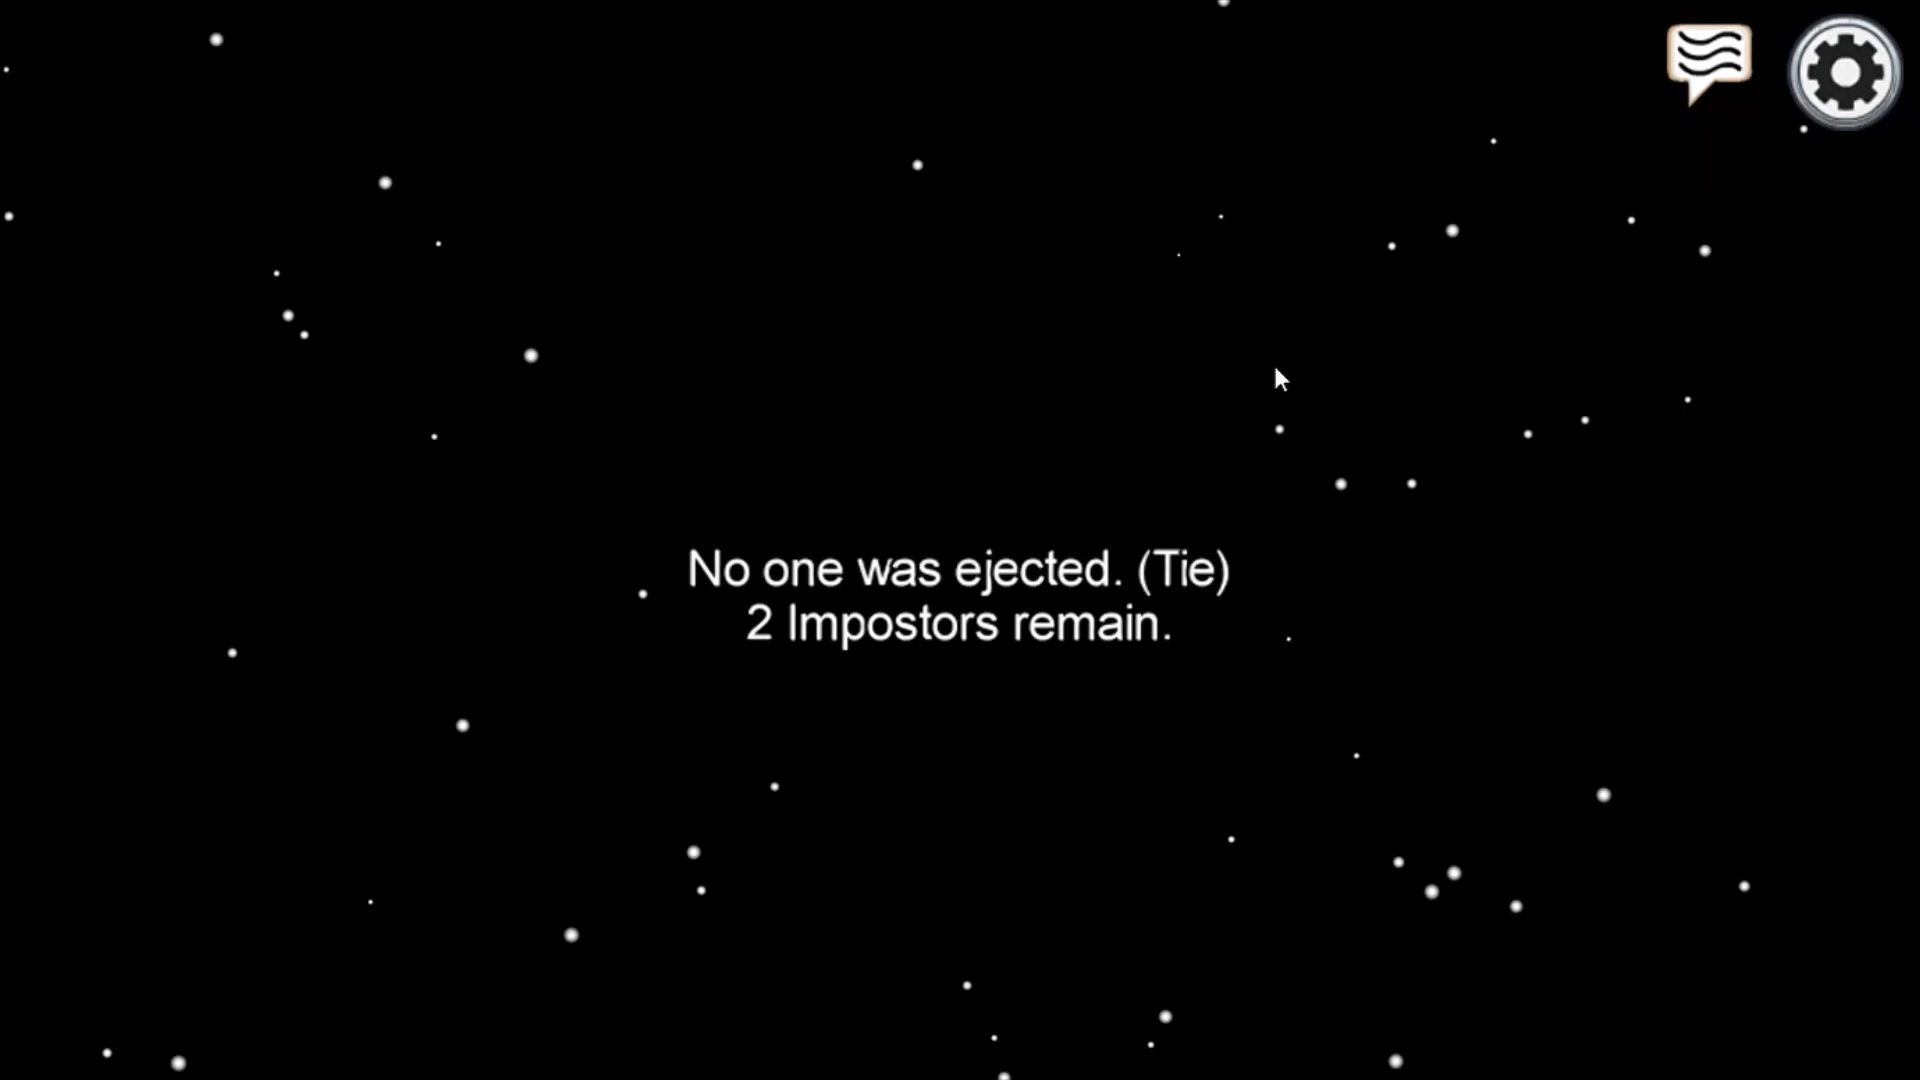 No one was ejected. (Tie)
2 Impostors remain.